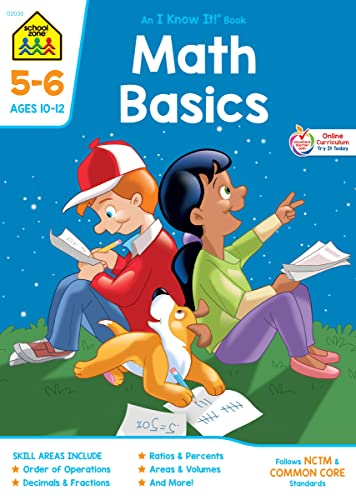 02036
An I Know It!® Book
school
zone®
Math
Basics
5-6
AGES 10-12
Online
Curriculum
Try It Today
.5=50%
SKILL AREAS INCLUDE
★ Order of Operations
★ Decimals & Fractions
★ Ratios & Percents
★ Areas & Volumes
★ And More!
Follows NCTM &
COMMON CORE
Standards